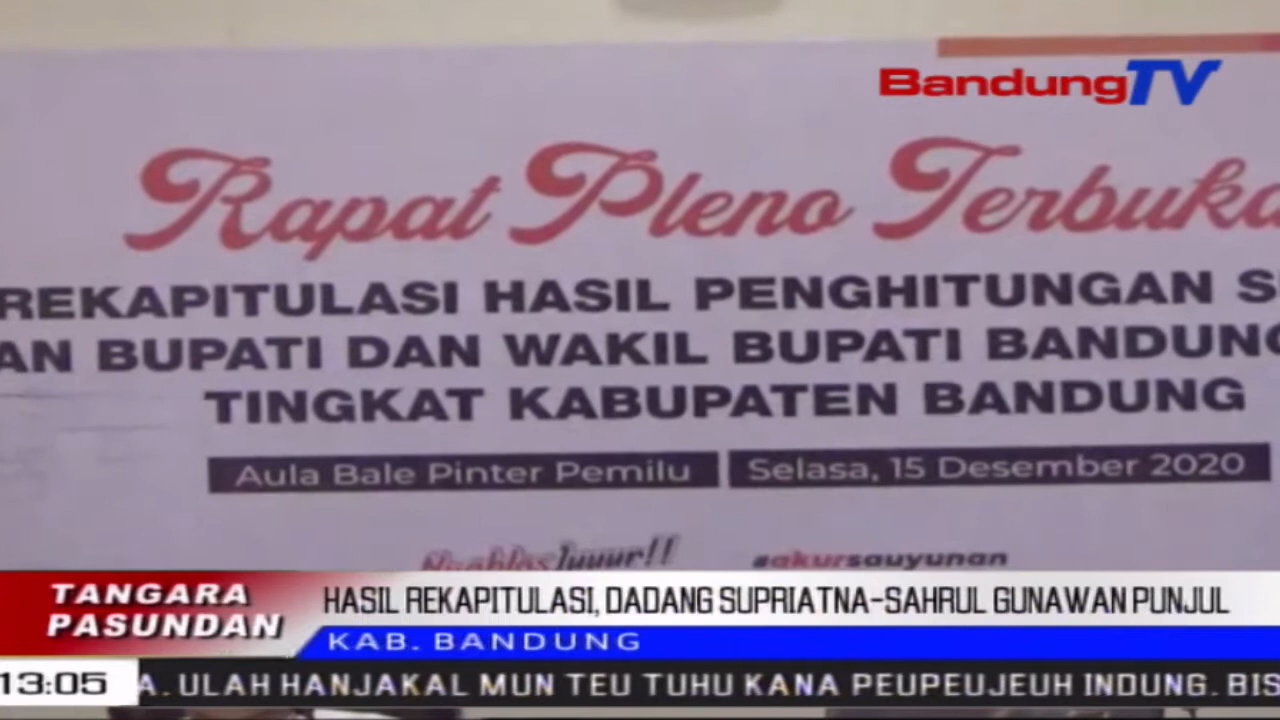 BandungTV
Rapat Pleno Terbuka
REKAPITULASI HASIL PENGHITUNGAN S
AN BUPATI DAN WAKIL BUPATI BANDUNG
TINGKAT KABUPATEN BANDUNG
Aula Bale Pinter Pemilu Selasa, 15 Desember 2020
#akursauyunan
TANGARA PASUNDAN
HASIL REKAPITULASI, DADANG SUPRIATNA-SAHRUL GUNAWAN PUNJUL
KAB. BANDUNG
13:05 A. ULAH HANJAKAL MUN TEU TUHU KANA PEUPEUJEUH INDUNG. BIS